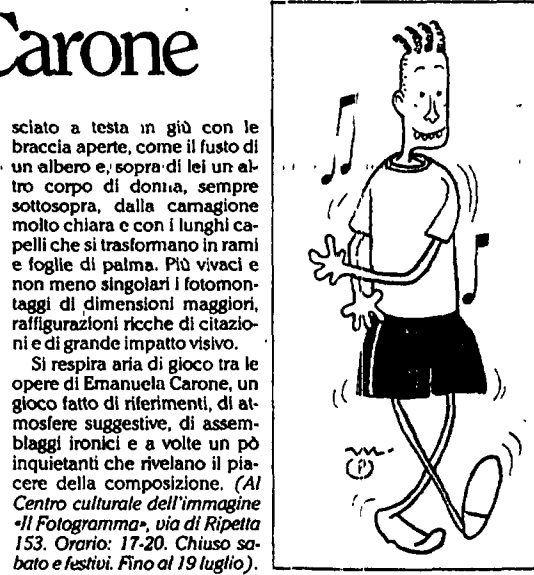 Carone
sciato a testa in giù con le
braccia aperte, come il fusto di
un albero e, sopra di lei un al-
tro corpo di donna, sempre
sottosopra, dalla carnagione
molto chiara e con i lunghi ca-
pelli che si trasformano in rami
e foglie di palma. Più vivaci e
non meno singolari i fotomon-
taggi di dimensioni maggiori,
raffigurazioni ricche di citazio-
ni e di grande impatto visivo.
Si respira aria di gioco tra le
opere di Emanuela Carone, un
gioco fatto di riferimenti, di at-
mosfere suggestive, di assem-
blaggi ironici e a volte un pò
inquietanti che rivelano il pia-
cere della composizione. (Al
Centro culturale dell'immagine
«Il Fotogramma», via di Ripetta
153. Orario: 17-20. Chiuso sa-
bato e festivi. Fino al 19 luglio).